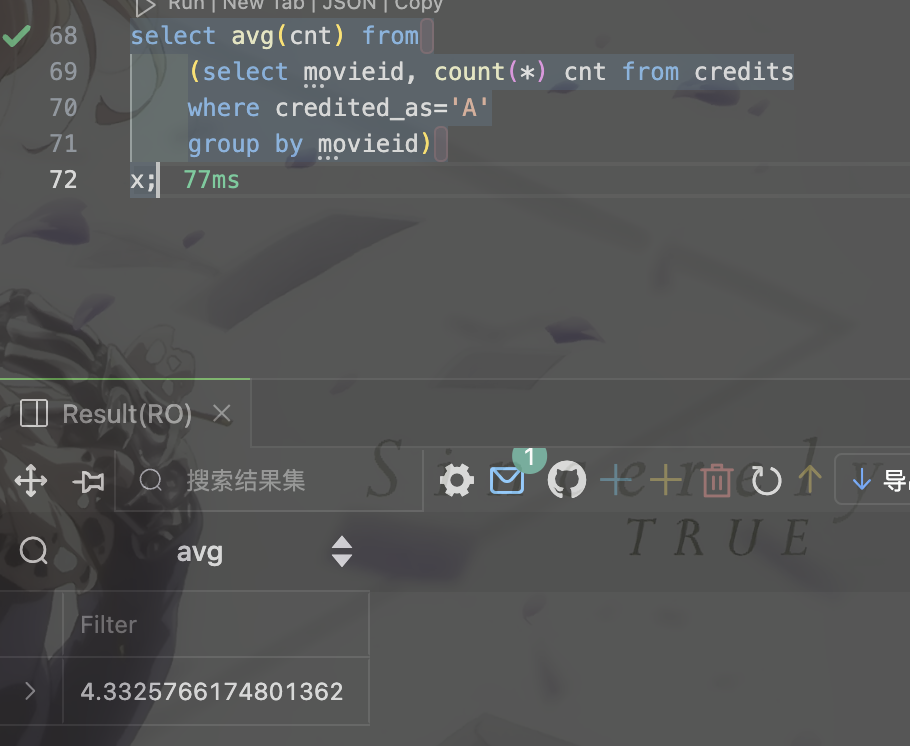 Run | New Tab | JSON | Copy
68 select avg(cnt) from
69 (select movieid, count(*) cnt from credits
70 where credited_as='A'
71 group by movieid)
72 x; 77ms
Result(RO)
搜索结果集
1
Sincerely
TRUE
avg
Filter
4.3325766174801362